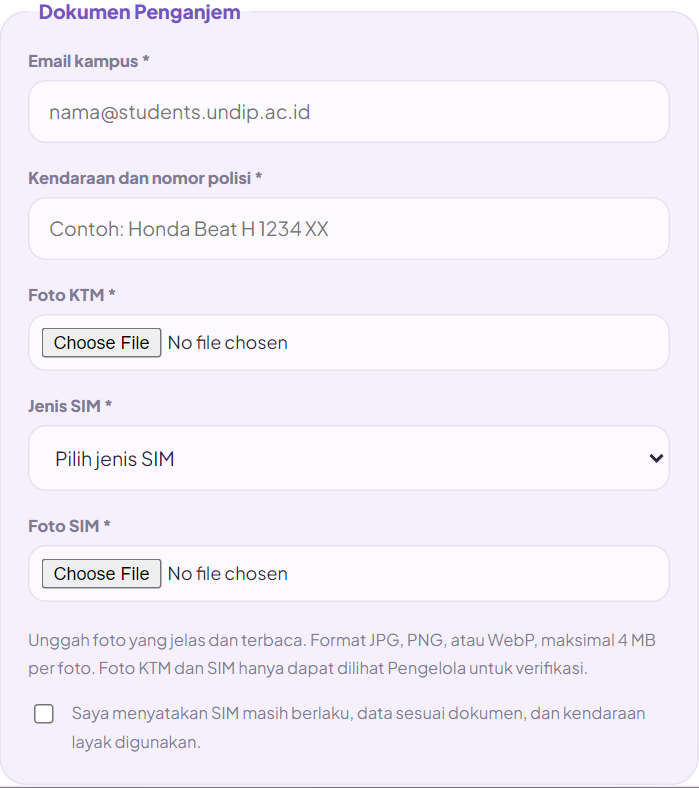 Dokumen Penganjem
Email kampus *
nama@students.undip.ac.id
Kendaraan dan nomor polisi *
Contoh: Honda Beat H 1234 XX
Foto KTM *
Choose File No file chosen
Jenis SIM *
Pilih jenis SIM
Foto SIM *
Choose File No file chosen
Unggah foto yang jelas dan terbaca. Format JPG, PNG, atau WebP, maksimal 4 MB
per foto. Foto KTM dan SIM hanya dapat dilihat Pengelola untuk verifikasi.
Saya menyatakan SIM masih berlaku, data sesuai dokumen, dan kendaraan
layak digunakan.